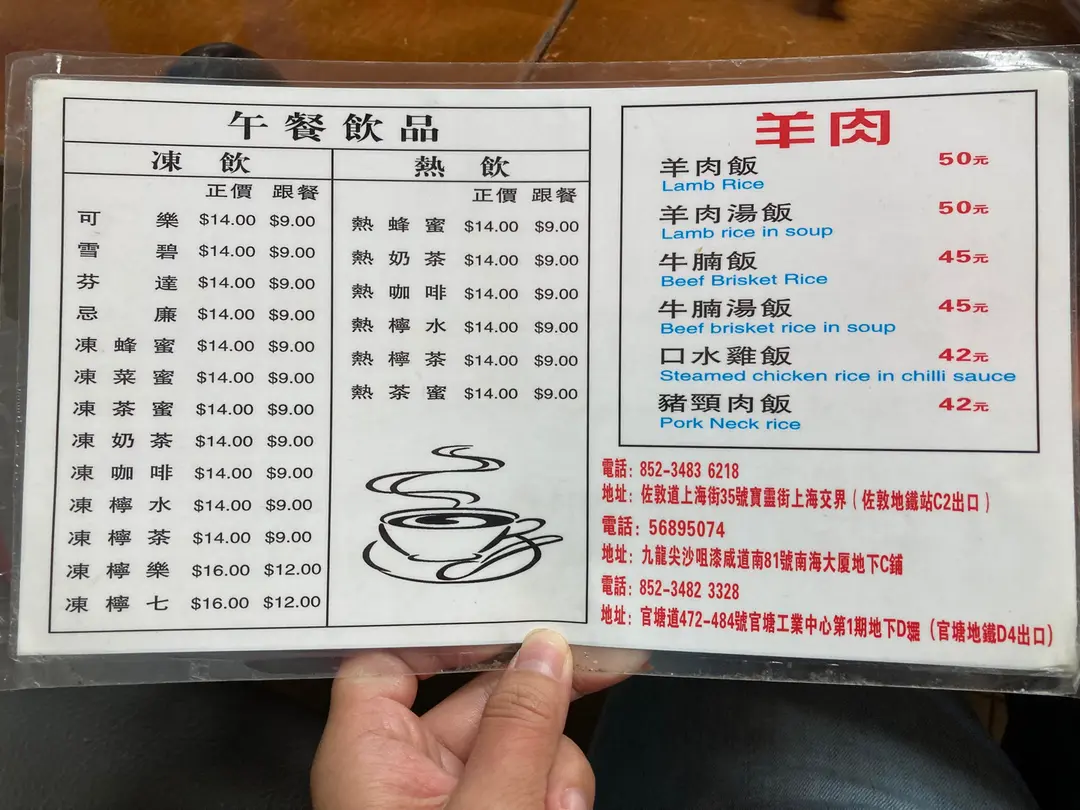 午餐飲品
凍飲
正價 跟餐
可樂 $14.00 $9.00
雪碧 $14.00 $9.00
芬達 $14.00 $9.00
忌廉 $14.00 $9.00
凍蜂蜜 $14.00 $9.00
凍菜蜜 $14.00 $9.00
凍茶蜜 $14.00 $9.00
凍奶茶 $14.00 $9.00
凍咖啡 $14.00 $9.00
凍檸水 $14.00 $9.00
凍檸茶 $14.00 $9.00
凍檸樂 $16.00 $12.00
凍檸七 $16.00 $12.00
熱飲
正價 跟餐
熱蜂蜜 $14.00 $9.00
熱奶茶 $14.00 $9.00
熱咖啡 $14.00 $9.00
熱檸水 $14.00 $9.00
熱檸茶 $14.00 $9.00
熱茶蜜 $14.00 $9.00
羊肉
羊肉飯 50元
Lamb Rice
羊肉湯飯 50元
Lamb rice in soup
牛腩飯 45元
Beef Brisket Rice
牛腩湯飯 45元
Beef brisket rice in soup
口水雞飯 42元
Steamed chicken rice in chilli sauce
豬頸肉飯 42元
Pork Neck rice
電話：852-3483 6218
地址：佐敦道上海街35號寶靈街上海交界（佐敦地鐵站C2出口）
電話：56895074
地址：九龍尖沙咀漆咸道南81號南海大厦地下C鋪
電話：852-3482 3328
地址：官塘道472-484號官塘工業中心第1期地下D（官塘地鐵D4出口）